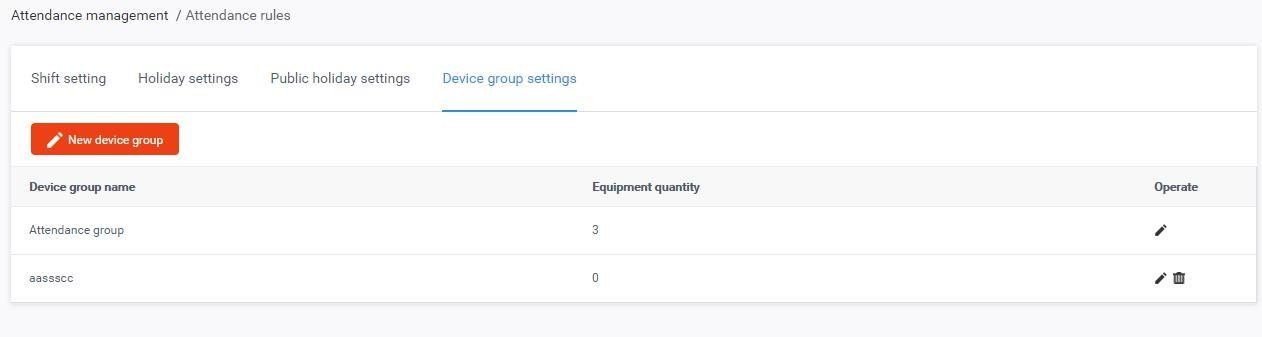 Attendance management / Attendance rules
Shift setting Holiday settings Public holiday settings Device group settings
New device group
Device group name Equipment quantity Operate
Attendance group 3
aassscc 0